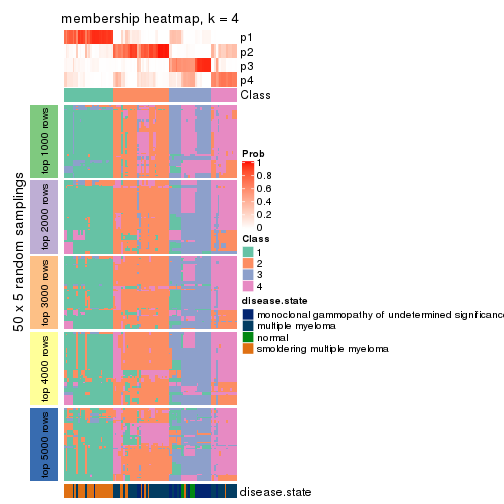 membership heatmap, k = 4
p1
p2
p3
p4
Class
50 x 5 random samplings
top 1000 rows
top 2000 rows
top 3000 rows
top 4000 rows
top 5000 rows
Prob
1
0.8
0.6
0.4
0.2
0
Class
1
2
3
4
disease.state
monoclonal gammopathy of undetermined significance
multiple myeloma
normal
smoldering multiple myeloma
disease.state